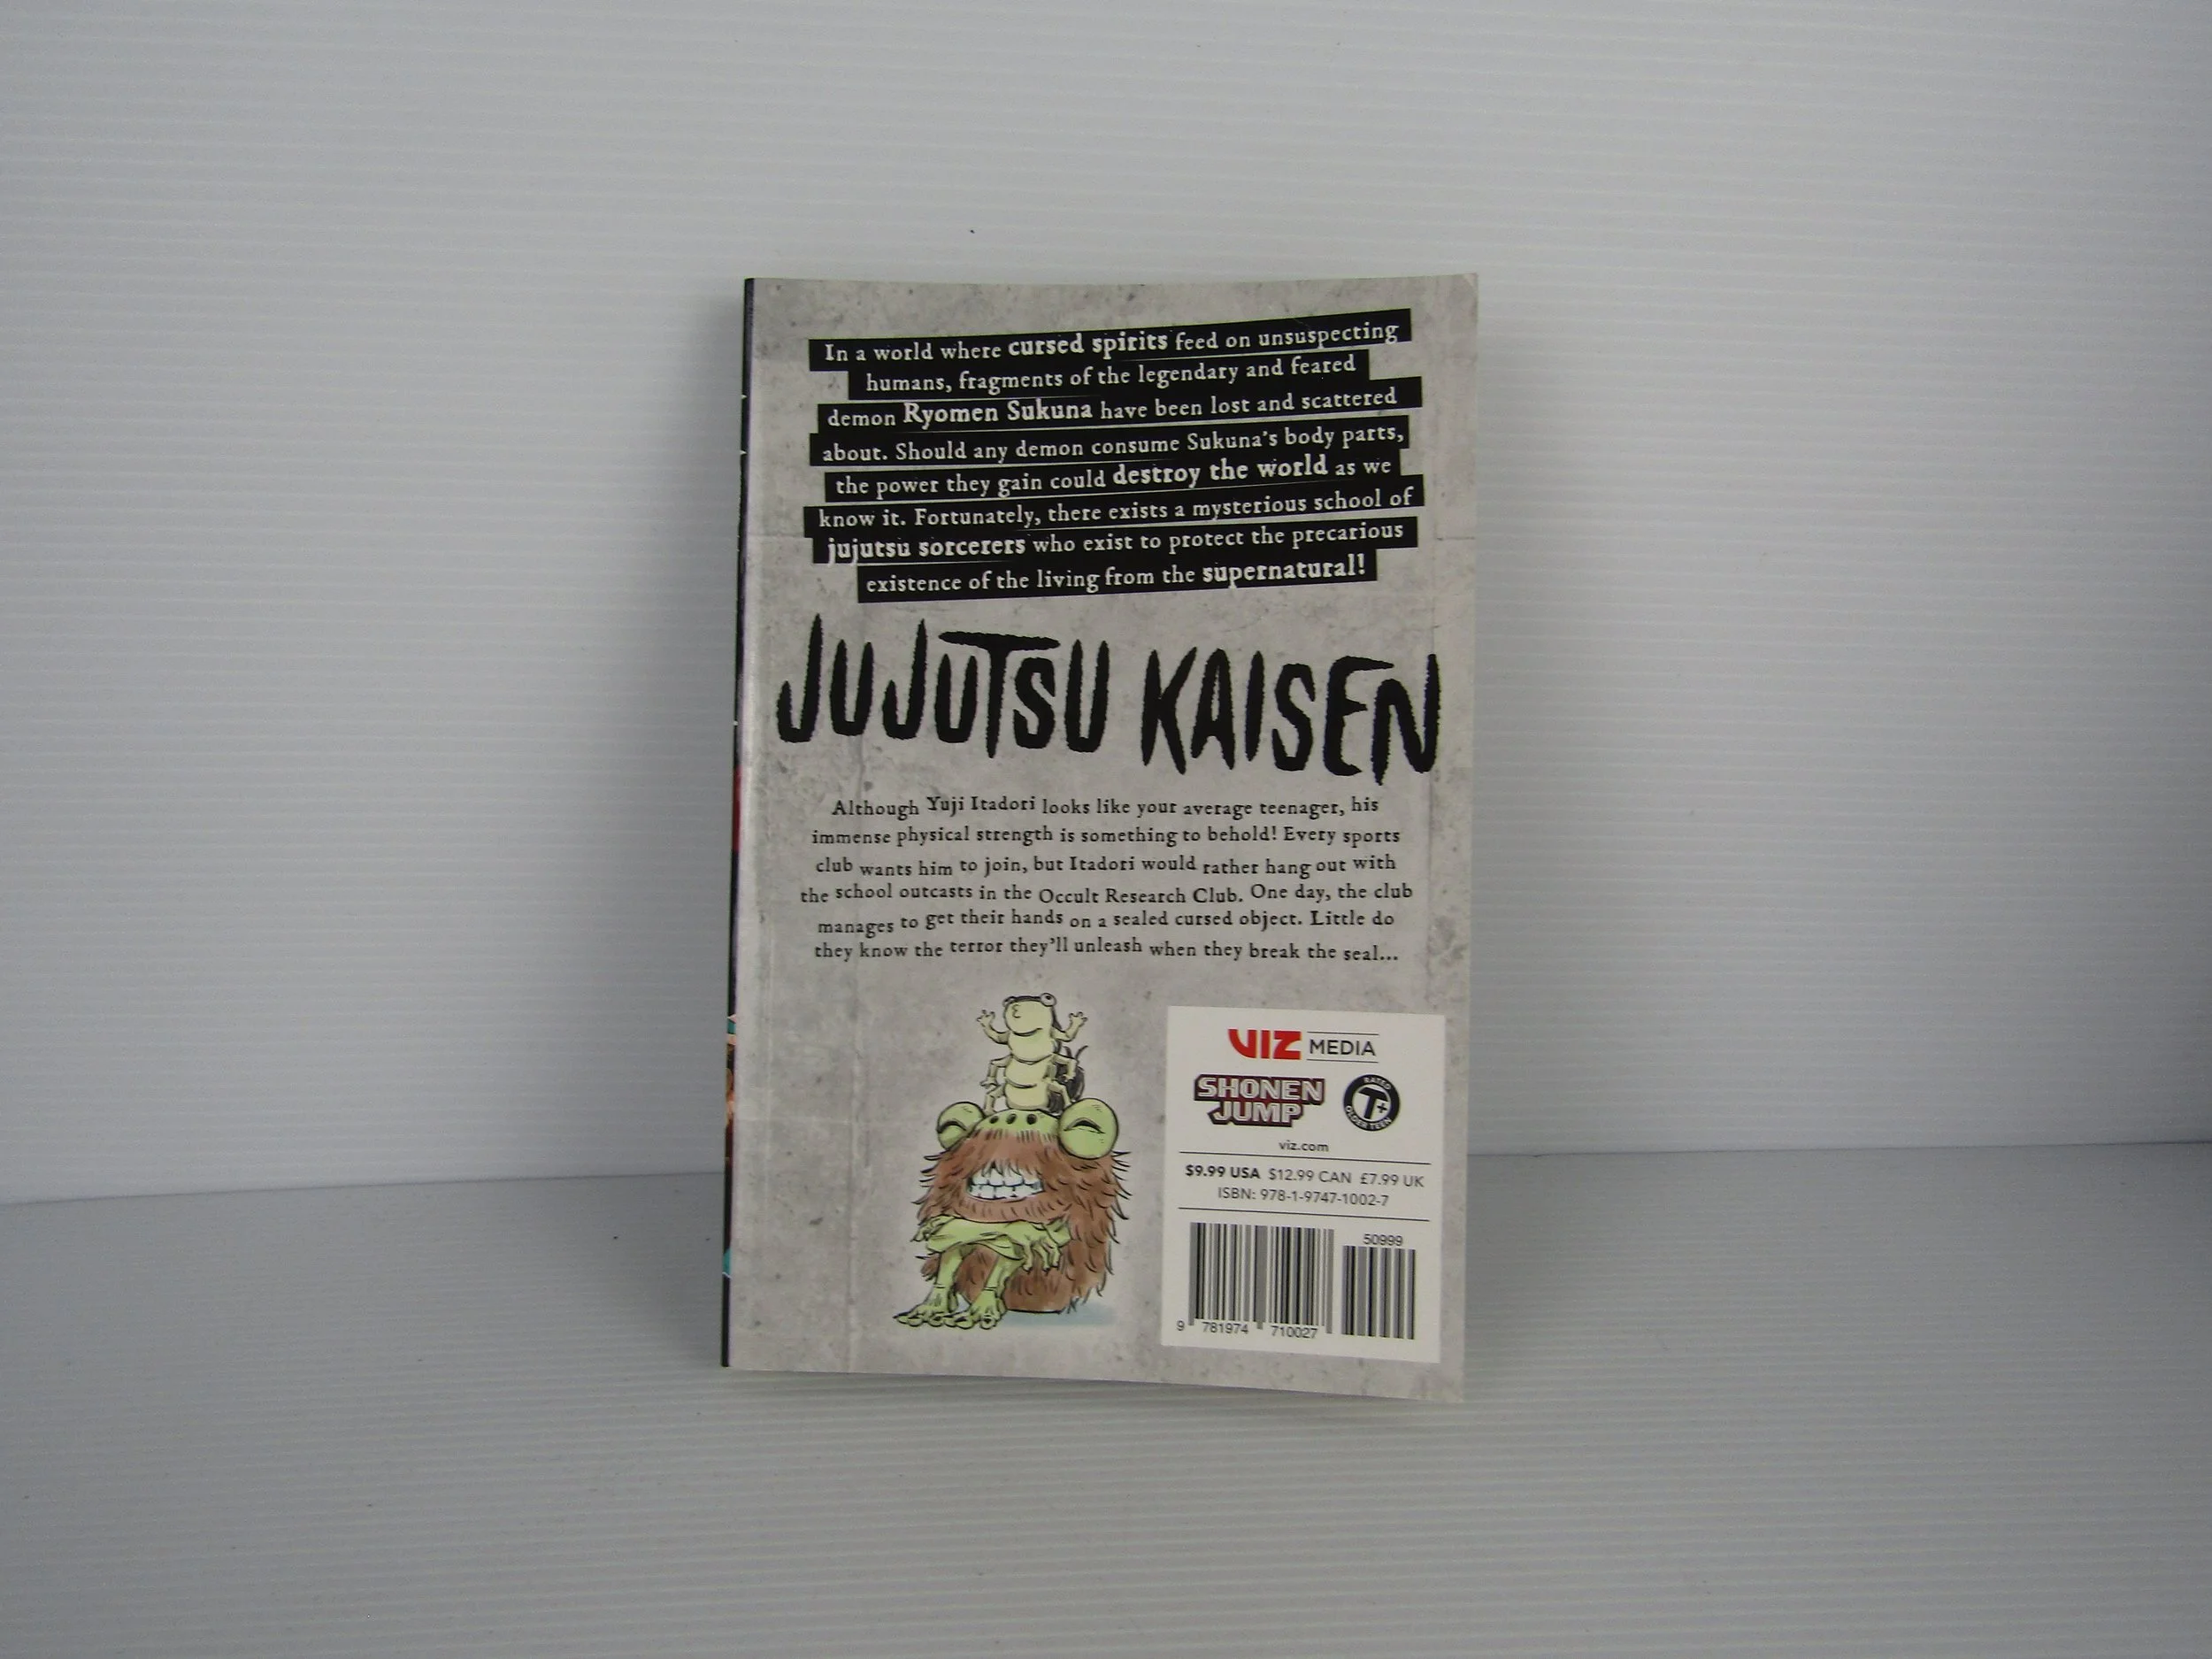 In a world where cursed spirits feed on unsuspecting
humans, fragments of the legendary and feared
demon Ryomen Sukuna have been lost and scattered
about. Should any demon consume Sukuna's body parts,
the power they gain could destroy the world as we
know it. Fortunately, there exists a mysterious school of
jujutsu sorcerers who exist to protect the precarious
existence of the living from the supernatural!
JUJUTSU KAISEN
Although Yuji Itadori looks like your average teenager, his
immense physical strength is something to behold! Every sports
club wants him to join, but Itadori would rather hang out with
the school outcasts in the Occult Research Club. One day, the club
manages to get their hands on a sealed cursed object. Little do
they know the terror they'll unleash when they break the seal...
VIZ MEDIA
SHONEN
JUMP
RATED
T+
OLDER TEEN
viz.com
$9.99 USA $12.99 CAN £7.99 UK
ISBN: 978-1-9747-1002-7
50999
9 781974 710027